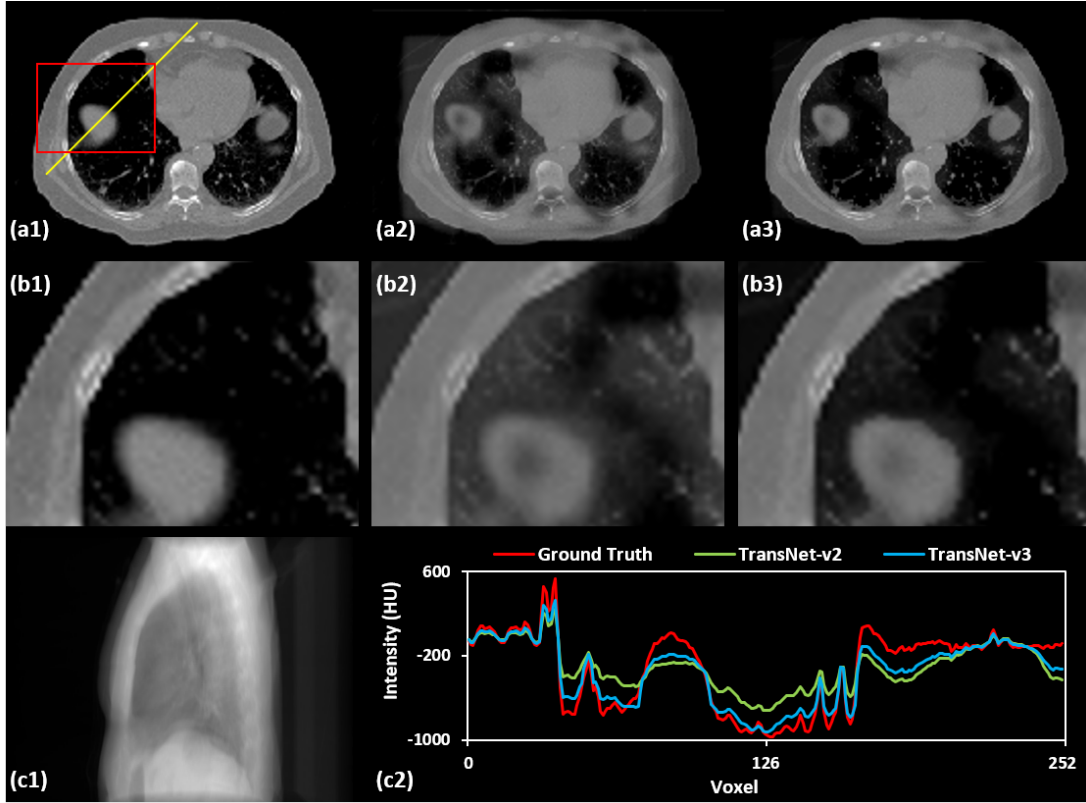 (a1)
(a2)
(a3)
(b1)
(b2)
(b3)
(c1)
Ground Truth
TransNet-v2
TransNet-v3
600
-200
-1000
Intensity (HU)
0
126
252
Voxel
(c2)